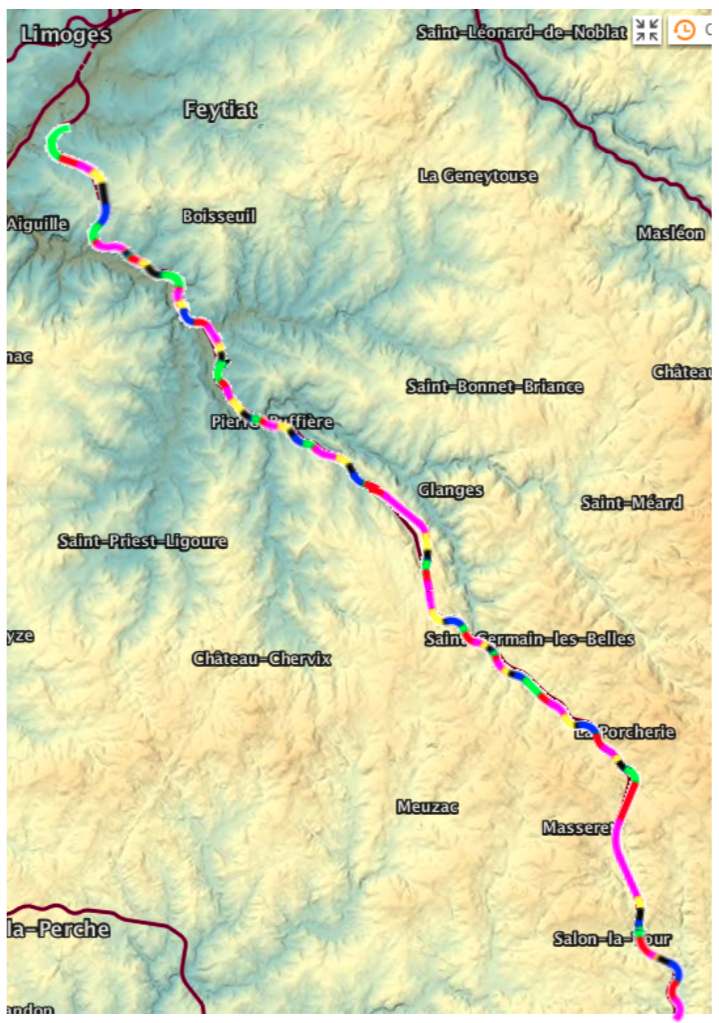 Limoges
Saint-Léonard-de-Noblat
Feytiat
La Geneytouse
Aiguille
Boisseuil
Masléon
nac
Saint-Bonnet-Briance
Château
Pierre-Buffière
Glanges
Saint-Méard
Saint-Priest-Ligoure
yze
Château-Chervix
Saint-Germain-les-Belles
La Porcherie
Meuzac
Masseret
la-Perche
Salon-la-Tour
andon